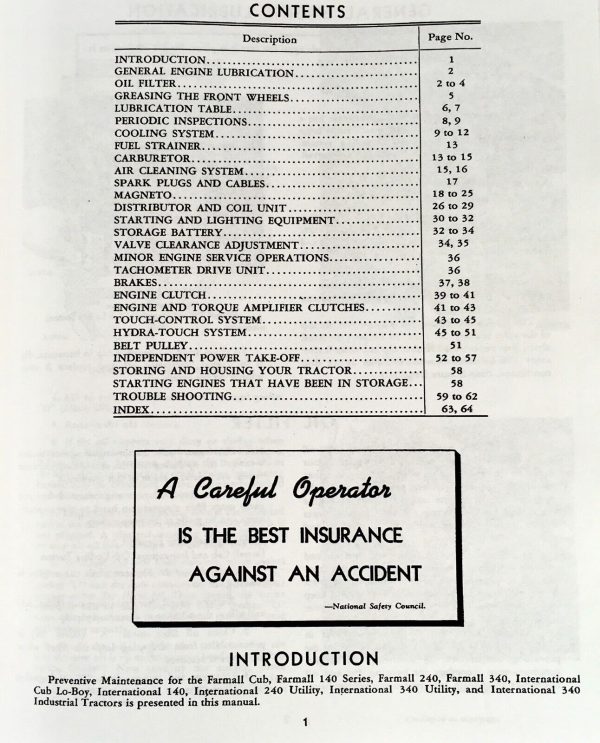 CONTENTS
Description Page No.
INTRODUCTION 1
GENERAL ENGINE LUBRICATION 2
OIL FILTER 2 to 4
GREASING THE FRONT WHEELS 5
LUBRICATION TABLE 6, 7
PERIODIC INSPECTIONS 8, 9
COOLING SYSTEM 9 to 12
FUEL STRAINER 13
CARBURETOR 13 to 15
AIR CLEANING SYSTEM 15, 16
SPARK PLUGS AND CABLES 17
MAGNETO 18 to 25
DISTRIBUTOR AND COIL UNIT 26 to 29
STARTING AND LIGHTING EQUIPMENT 30 to 32
STORAGE BATTERY 32 to 34
VALVE CLEARANCE ADJUSTMENT 34, 35
MINOR ENGINE SERVICE OPERATIONS 36
TACHOMETER DRIVE UNIT 36
BRAKES 37, 38
ENGINE CLUTCH 39 to 41
ENGINE AND TORQUE AMPLIFIER CLUTCHES 41 to 43
TOUCH-CONTROL SYSTEM 43 to 45
HYDRA-TOUCH SYSTEM 45 to 51
BELT PULLEY 51
INDEPENDENT POWER TAKE-OFF 52 to 57
STORING AND HOUSING YOUR TRACTOR 58
STARTING ENGINES THAT HAVE BEEN IN STORAGE 58
TROUBLE SHOOTING 59 to 62
INDEX 63, 64
A Careful Operator
IS THE BEST INSURANCE
AGAINST AN ACCIDENT
—National Safety Council.
INTRODUCTION
Preventive Maintenance for the Farmall Cub, Farmall 140 Series, Farmall 240, Farmall 340, International
Cub Lo-Boy, International 140, International 240 Utility, International 340 Utility, and International 340
Industrial Tractors is presented in this manual.
1